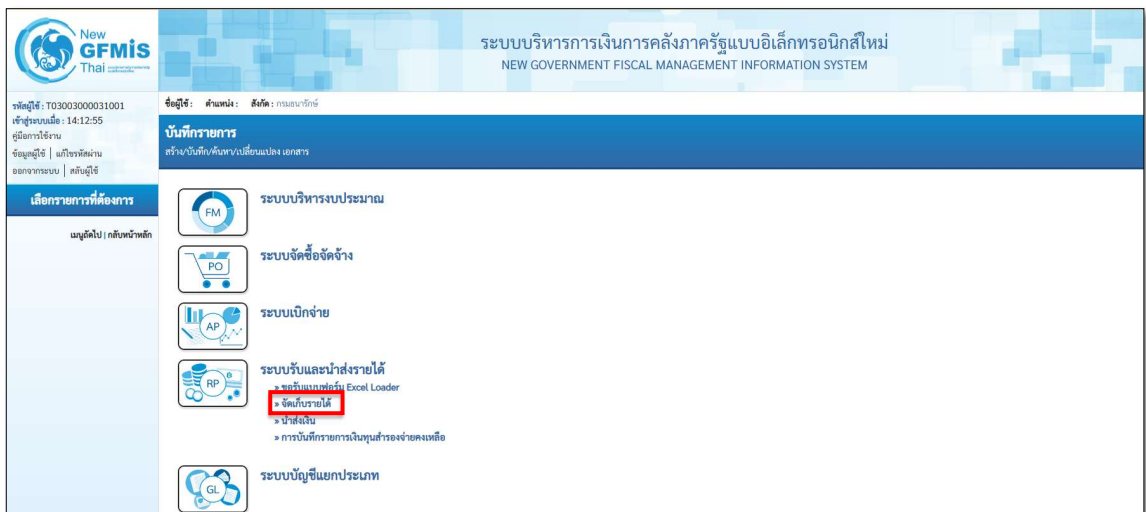 New
GFMIS
Thai
ระบบบริหารการเงินการคลังภาครัฐแบบอิเล็กทรอนิกส์ใหม่
NEW GOVERNMENT FISCAL MANAGEMENT INFORMATION SYSTEM
รหัสผู้ใช้ : T03003000031001
เข้าสู่ระบบเมื่อ : 14:12:55
คู่มือการใช้งาน
ข้อมูลผู้ใช้ | แก้ไขรหัสผ่าน
ออกจากระบบ | สลับผู้ใช้
เลือกรายการที่ต้องการ
เมนูถัดไป | กลับหน้าหลัก
ชื่อผู้ใช้ : ตำแหน่ง : สังกัด : กรมธนารักษ์
บันทึกรายการ
สร้าง/บันทึก/ค้นหา/เปลี่ยนแปลง เอกสาร
FM
ระบบบริหารงบประมาณ
PO
ระบบจัดซื้อจัดจ้าง
AP
ระบบเบิกจ่าย
RP
ระบบรับและนำส่งรายได้
» ขอรับแบบฟอร์ม Excel Loader
» จัดเก็บรายได้
» นำส่งเงิน
» การบันทึกรายการเงินทุนสำรองจ่ายคงเหลือ
GL
ระบบบัญชีแยกประเภท